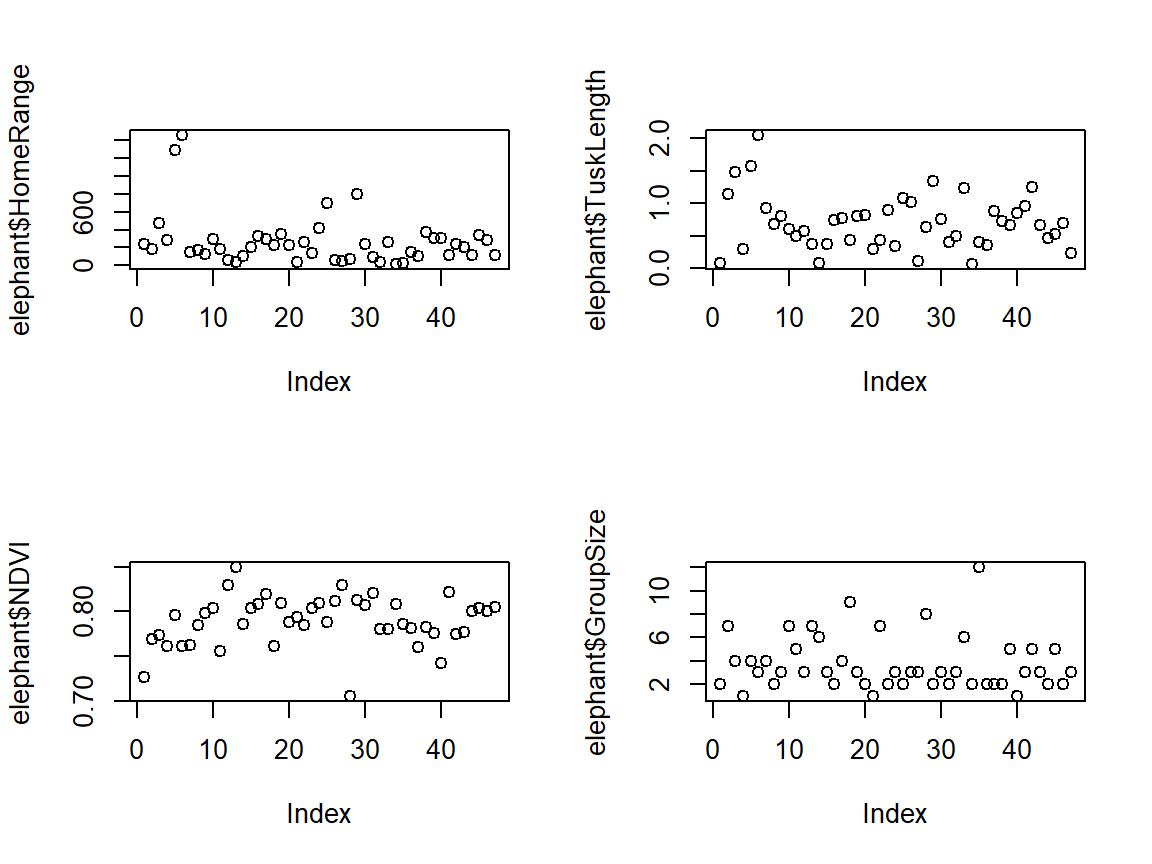 elephant$HomeRange
600
0
0 10 20 30 40
Index
elephant$TuskLength
2.0
1.0
0.0
0 10 20 30 40
Index
elephant$NDVI
0.80
0.70
0 10 20 30 40
Index
elephant$GroupSize
10
6
2
0 10 20 30 40
Index